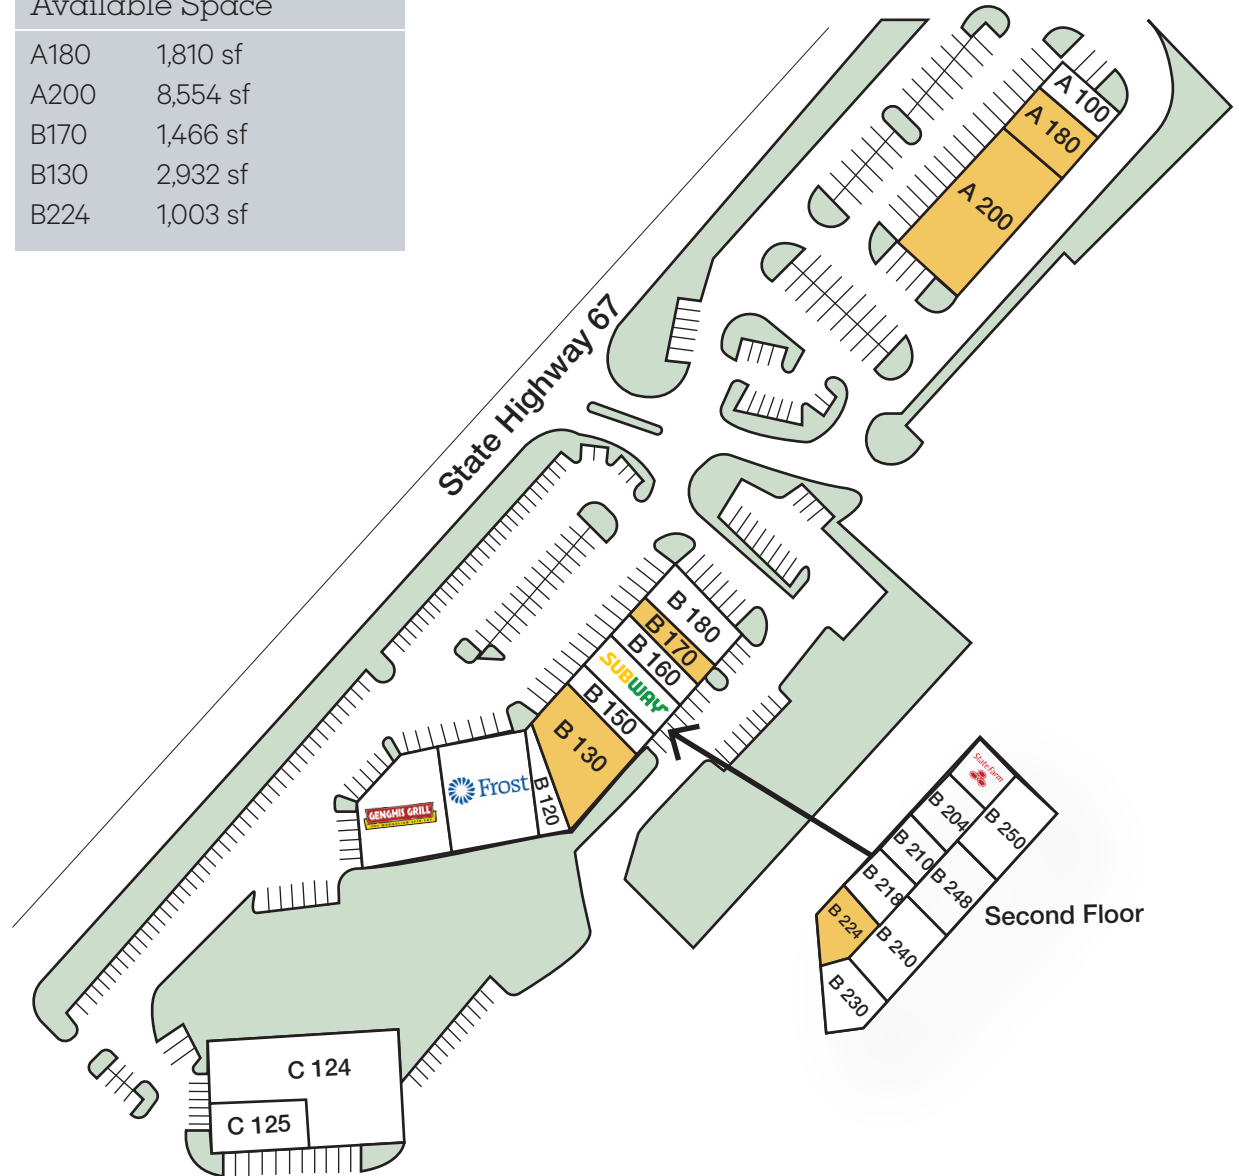 Available Space
A180 1,810 sf
A200 8,554 sf
B170 1,466 sf
B130 2,932 sf
B224 1,003 sf
A 100
A 180
A 200
State Highway 67
B 180
B 170
B 160
SUBWAY
B 150
B 130
B 120
Frost
GENGHIS GRILL
State Farm
B 204
B 250
B 210
B 218
B 248
B 224
B 240
B 230
Second Floor
C 124
C 125